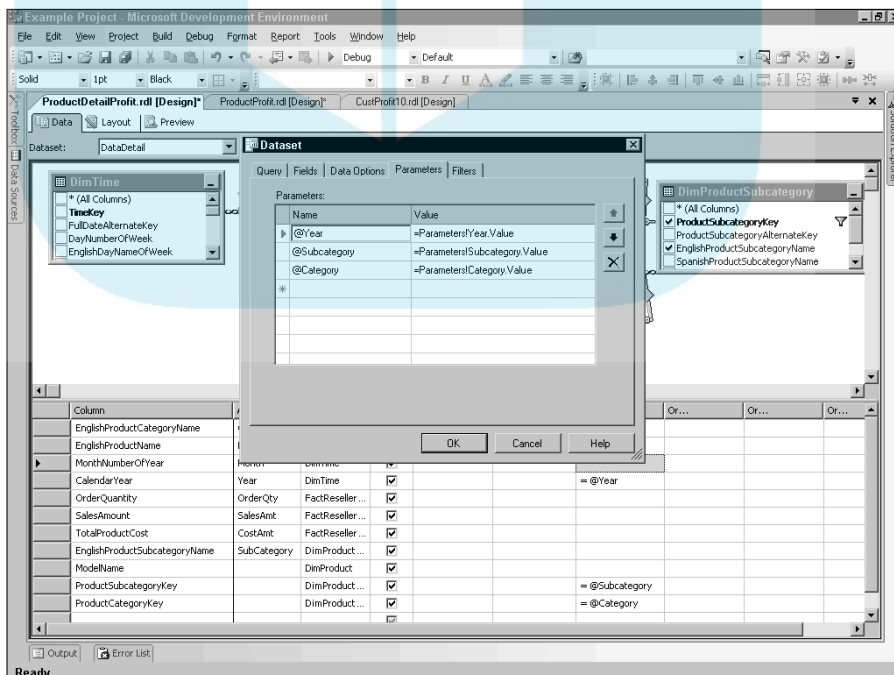 Example Project - Microsoft Development Environment
File Edit View Project Build Debug Format Report Tools Window Help
Debug Default
Solid 1pt Black B I U A
ProductDetailProfit.rdl [Design]* ProductProfit.rdl [Design]* CustProfit10.rdl [Design]
Toolbox
Data Sources
Solution Explorer
Data Layout Preview
Dataset: DataDetail
DimTime
* (All Columns)
TimeKey
FullDateAlternateKey
DayNumberOfWeek
EnglishDayNameOfWeek
Dataset
Query Fields Data Options Parameters Filters
Parameters:
Name Value
@Year =Parameters!Year.Value
@Subcategory =Parameters!Subcategory.Value
@Category =Parameters!Category.Value
OK Cancel Help
DimProductSubcategory
* (All Columns)
ProductSubcategoryKey
ProductSubcategoryAlternateKey
EnglishProductSubcategoryName
SpanishProductSubcategoryName
Column Or... Or... Or...
EnglishProductCategoryName
EnglishProductName
MonthNumberOfYear Month DimTime
CalendarYear Year DimTime = @Year
OrderQuantity OrderQty FactReseller...
SalesAmount SalesAmt FactReseller...
TotalProductCost CostAmt FactReseller...
EnglishProductSubcategoryName SubCategory DimProduct...
ModelName DimProduct
ProductSubcategoryKey DimProduct... = @Subcategory
ProductCategoryKey DimProduct... = @Category
Output Error List
Ready